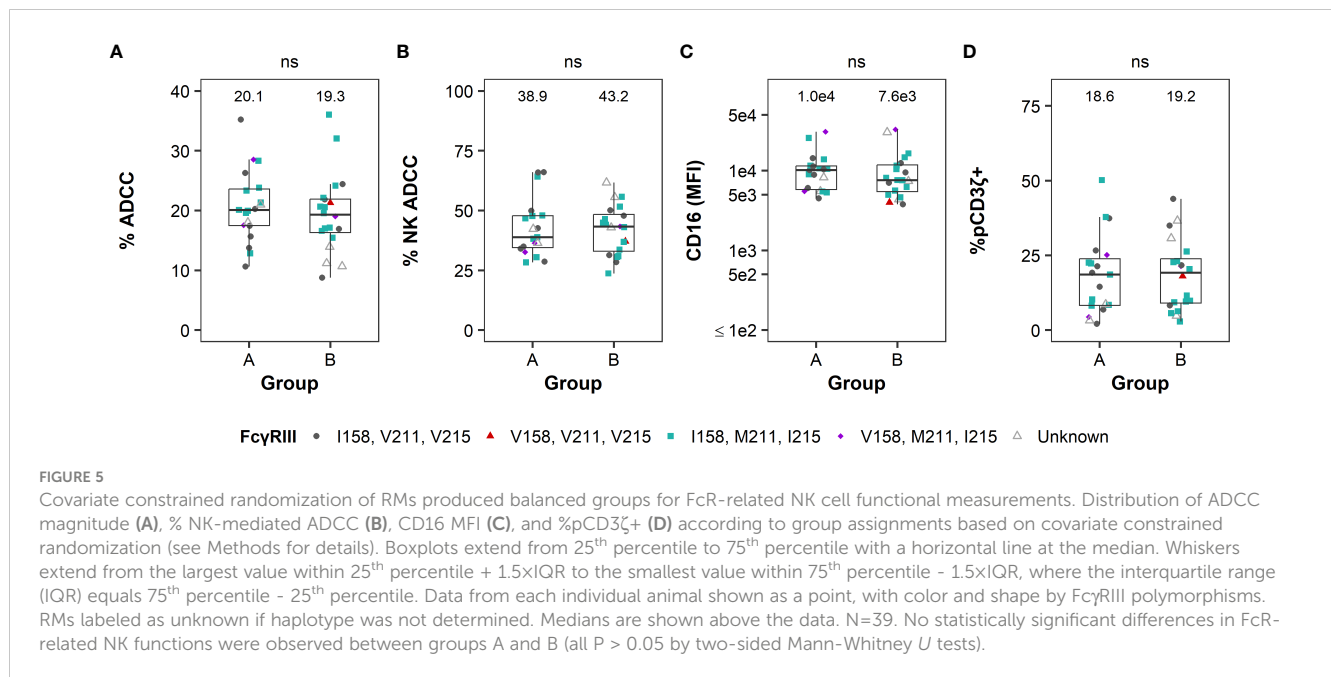 A
B
C
D
ns
ns
ns
ns
40
30
20
10
0
% ADCC
20.1
19.3
A
B
Group
100
75
50
25
0
% NK ADCC
38.9
43.2
A
B
Group
5e4
1e4
5e3
1e3
5e2
≤ 1e2
CD16 (MFI)
1.0e4
7.6e3
A
B
Group
75
50
25
0
%pCD3ζ+
18.6
19.2
A
B
Group
FcγRIII I158, V211, V215 V158, V211, V215 I158, M211, I215 V158, M211, I215 Unknown
FIGURE 5
Covariate constrained randomization of RMs produced balanced groups for FcR-related NK cell functional measurements. Distribution of ADCC
magnitude (A), % NK-mediated ADCC (B), CD16 MFI (C), and %pCD3ζ+ (D) according to group assignments based on covariate constrained
randomization (see Methods for details). Boxplots extend from 25th percentile to 75th percentile with a horizontal line at the median. Whiskers
extend from the largest value within 25th percentile + 1.5×IQR to the smallest value within 75th percentile - 1.5×IQR, where the interquartile range
(IQR) equals 75th percentile - 25th percentile. Data from each individual animal shown as a point, with color and shape by FcγRIII polymorphisms.
RMs labeled as unknown if haplotype was not determined. Medians are shown above the data. N=39. No statistically significant differences in FcR-
related NK functions were observed between groups A and B (all P > 0.05 by two-sided Mann-Whitney U tests).